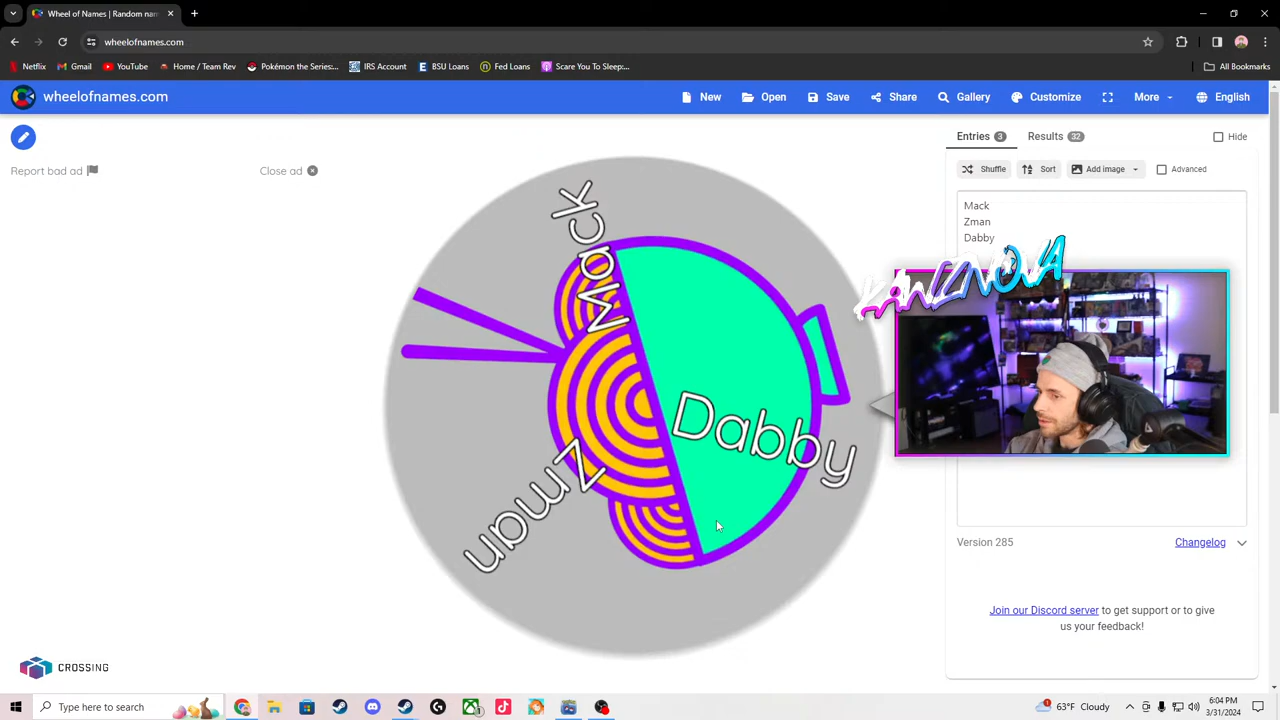 Wheel of Names | Random nam
wheelofnames.com
Netflix
Gmail
YouTube
Home / Team Rev
Pokémon the Series:...
IRS Account
BSU Loans
Fed Loans
Scare You To Sleep:...
All Bookmarks
wheelofnames.com
New
Open
Save
Share
Gallery
Customize
More
English
Report bad ad
Close ad
Entries 3
Results 32
Hide
Shuffle
Sort
Add image
Advanced
Mack
Zman
Dabby
Mack
Dabby
Zman
Version 285
Changelog
Join our Discord server to get support or to give
us your feedback!
CROSSING
Type here to search
63°F Cloudy
6:04 PM
3/31/2024